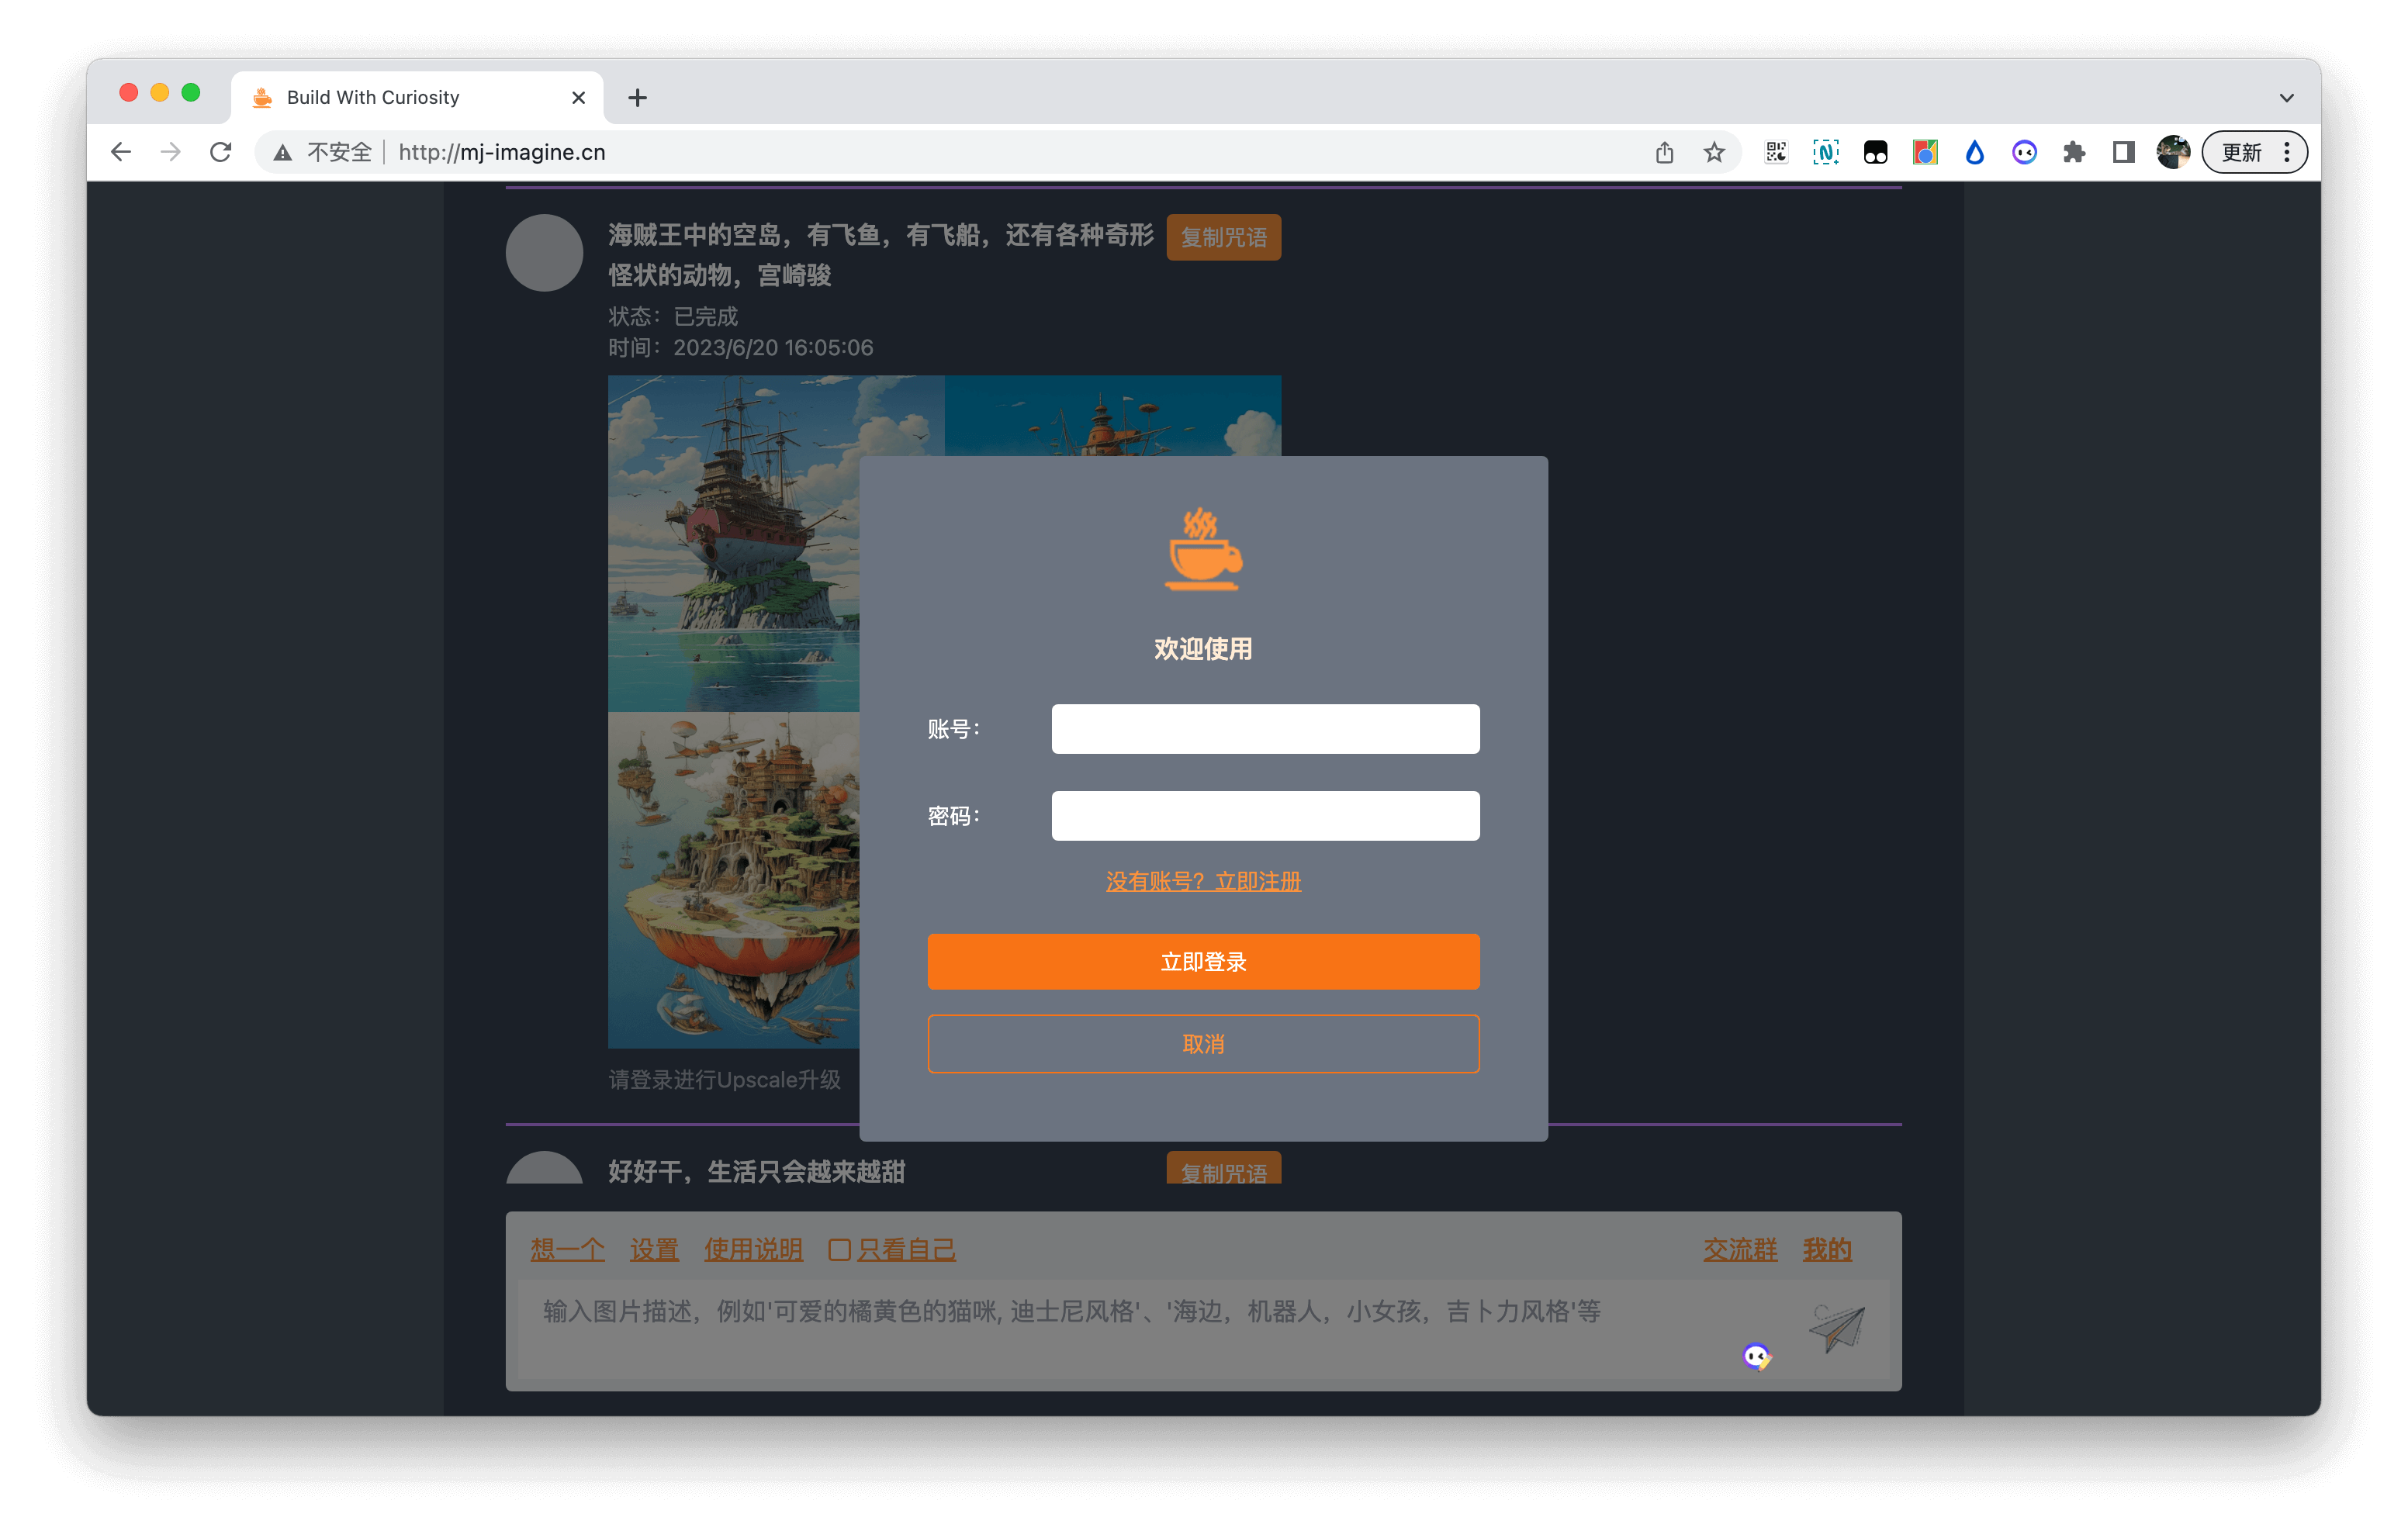 Build With Curiosity
不安全 | http://mj-imagine.cn
更新
海贼王中的空岛，有飞鱼，有飞船，还有各种奇形
怪状的动物，宫崎骏
复制咒语
状态：已完成
时间：2023/6/20 16:05:06
欢迎使用
账号：
密码：
没有账号？立即注册
立即登录
取消
请登录进行Upscale升级
好好干，生活只会越来越甜
复制咒语
想一个 设置 使用说明 只看自己 交流群 我的
输入图片描述，例如'可爱的橘黄色的猫咪, 迪士尼风格'、'海边，机器人，小女孩，吉卜力风格'等